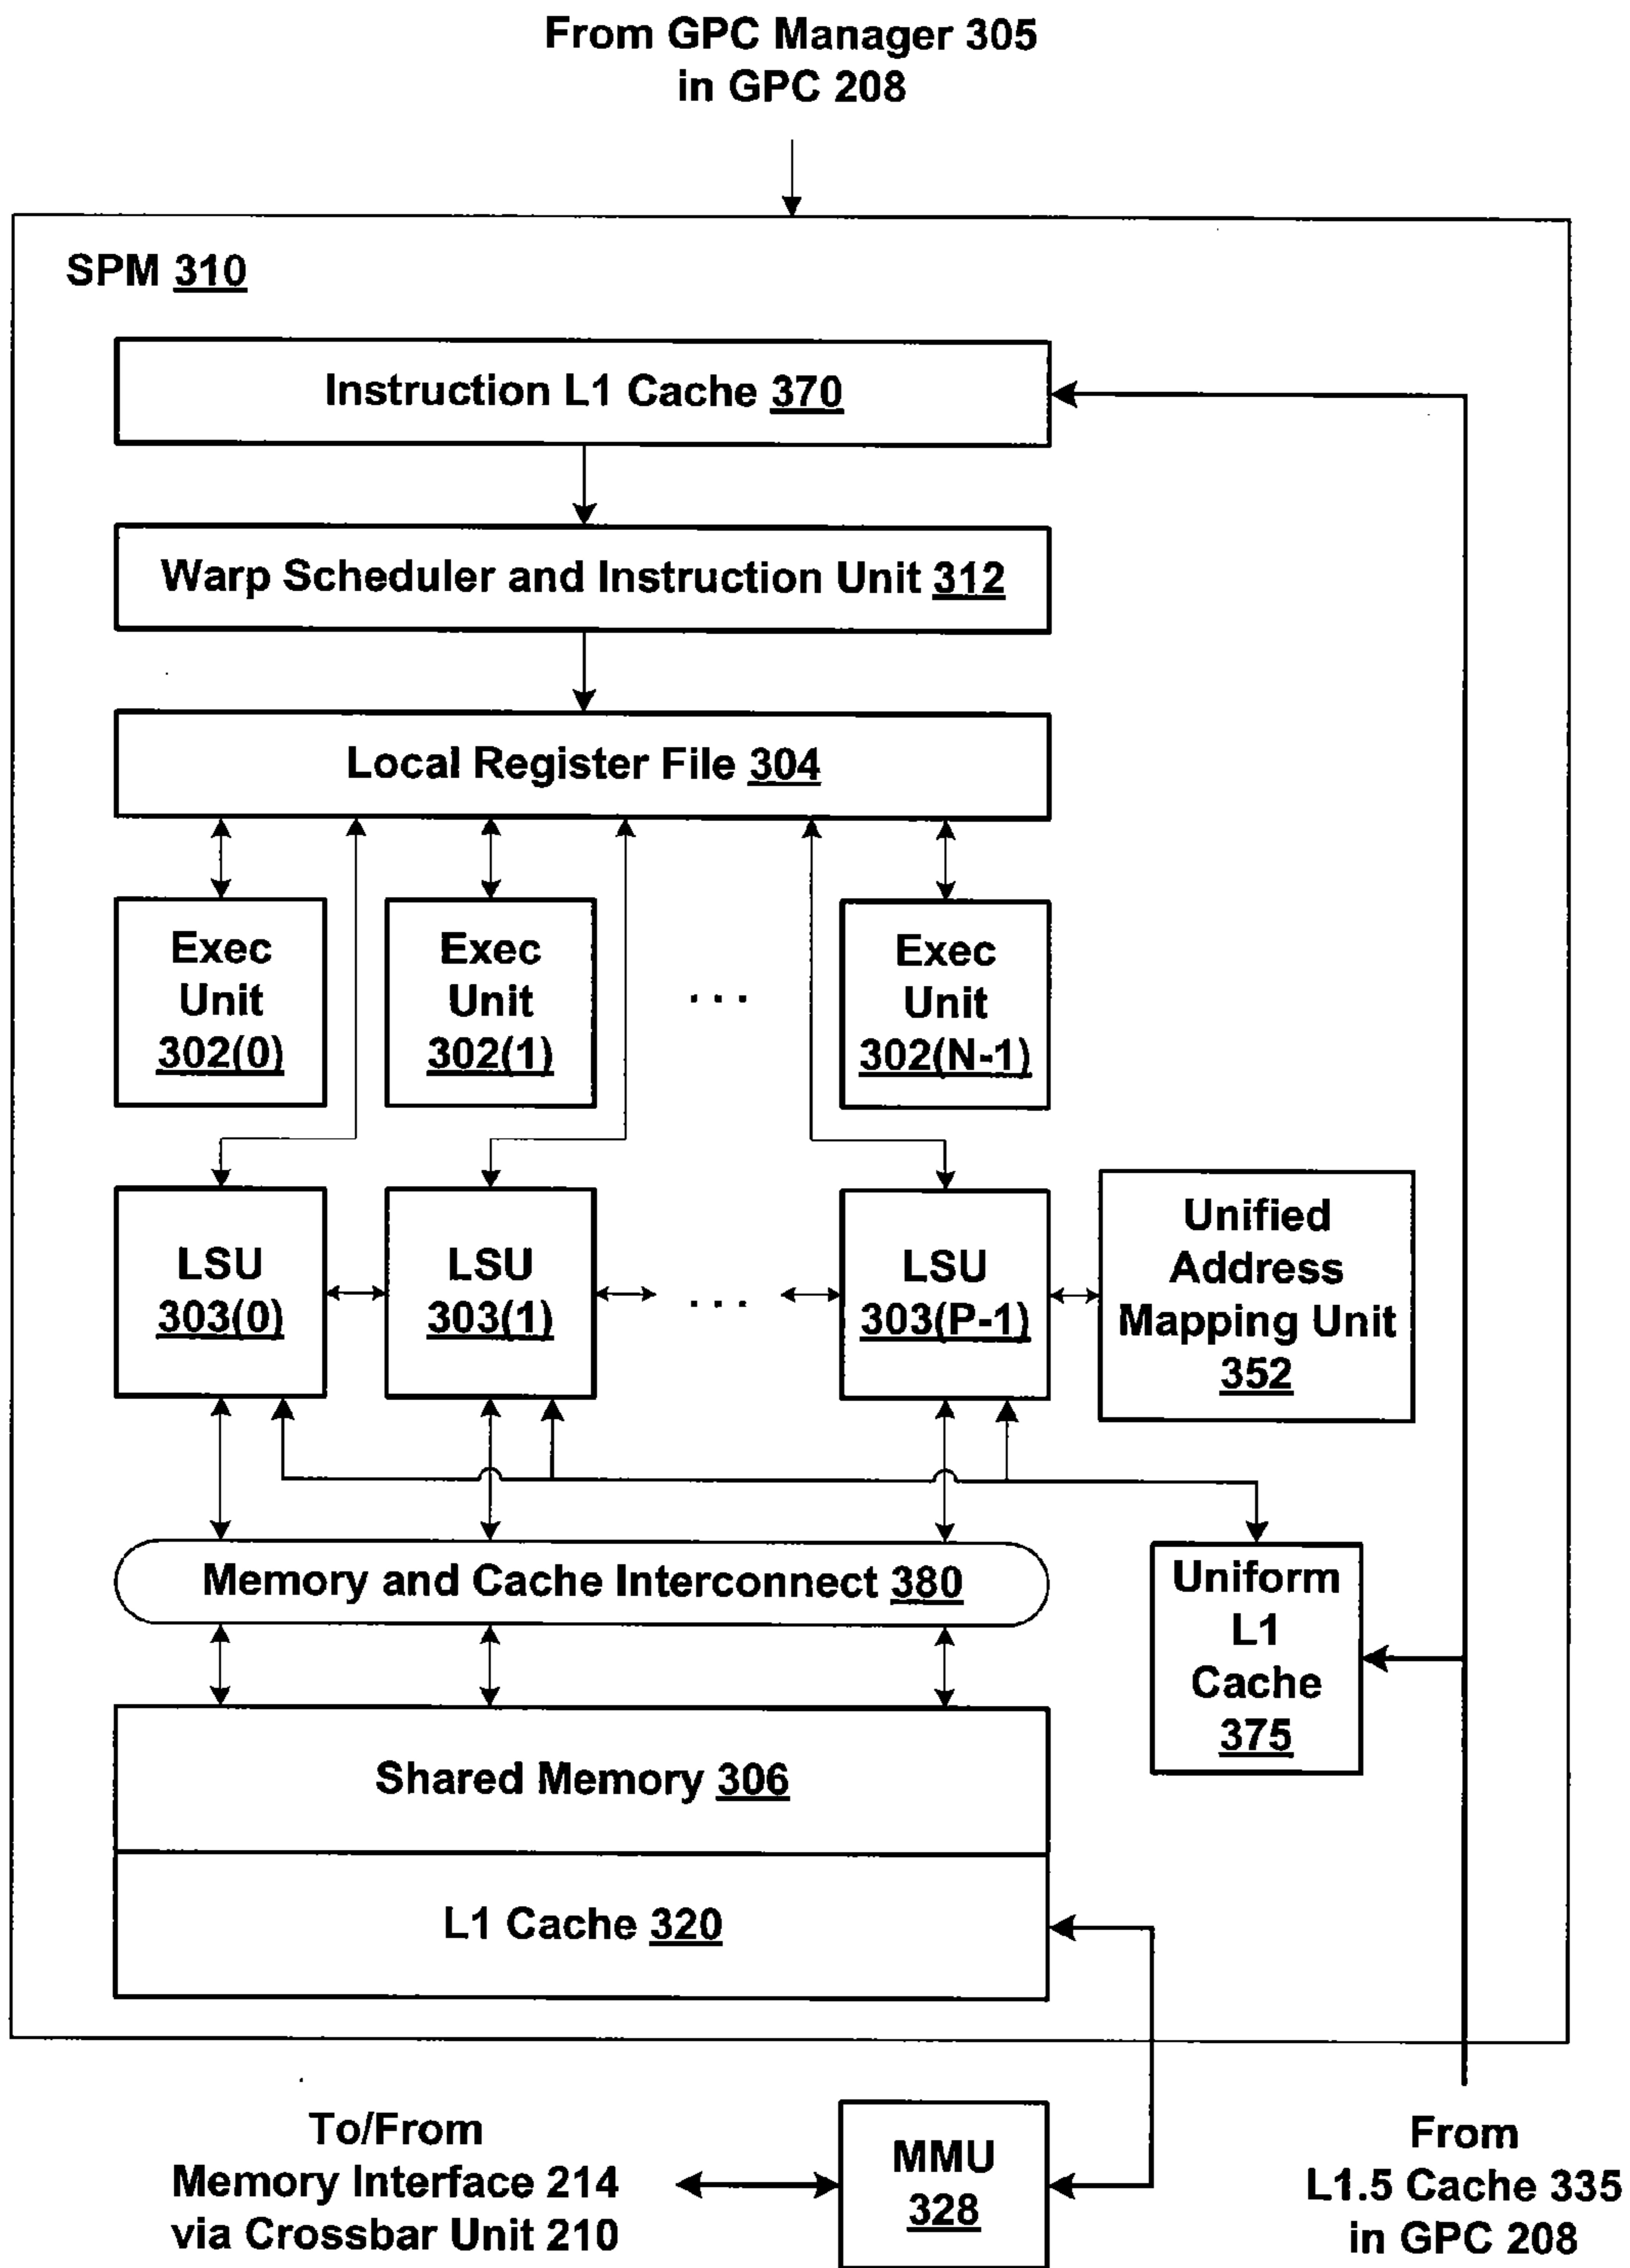 From GPC Manager 305
in GPC 208
SPM 310
Instruction L1 Cache 370
Warp Scheduler and Instruction Unit 312
Local Register File 304
Exec
Unit
302(0)
Exec
Unit
302(1)
...
Exec
Unit
302(N-1)
LSU
303(0)
LSU
303(1)
...
LSU
303(P-1)
Unified
Address
Mapping Unit
352
Memory and Cache Interconnect 380
Uniform
L1
Cache
375
Shared Memory 306
L1 Cache 320
To/From
Memory Interface 214
via Crossbar Unit 210
MMU
328
From
L1.5 Cache 335
in GPC 208